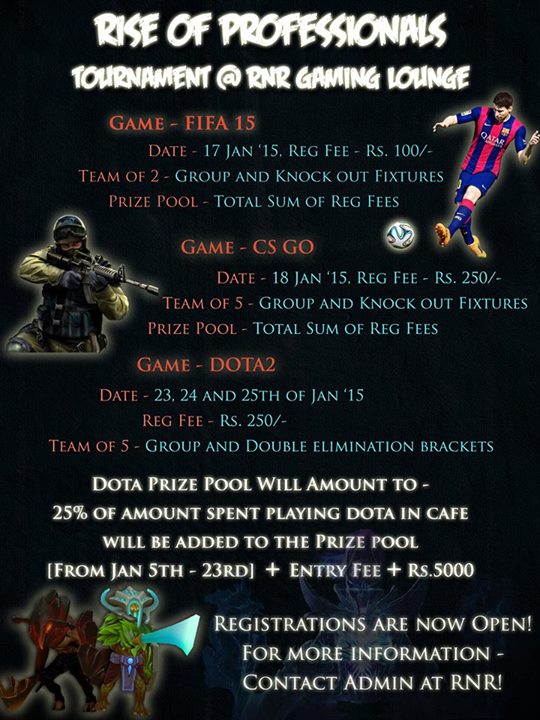 Rise of Professionals
Tournament @ RNR Gaming Lounge
Game - FIFA 15
Date - 17 Jan '15, Reg Fee - Rs. 100/-
Team of 2 - Group and Knock out Fixtures
Prize Pool - Total Sum of Reg Fees
QATAR
AIRWAYS
Game - CS GO
Date - 18 Jan '15, Reg Fee - Rs. 250/-
Team of 5 - Group and Knock out Fixtures
Prize Pool - Total Sum of Reg Fees
Game - DOTA2
Date - 23, 24 and 25th of Jan '15
Reg Fee - Rs. 250/-
Team of 5 - Group and Double elimination brackets
Dota Prize Pool Will Amount to -
25% of amount spent playing dota in cafe
will be added to the Prize pool
[From Jan 5th - 23rd] + Entry Fee + Rs.5000
Registrations are now Open!
For more information -
Contact Admin at RNR!